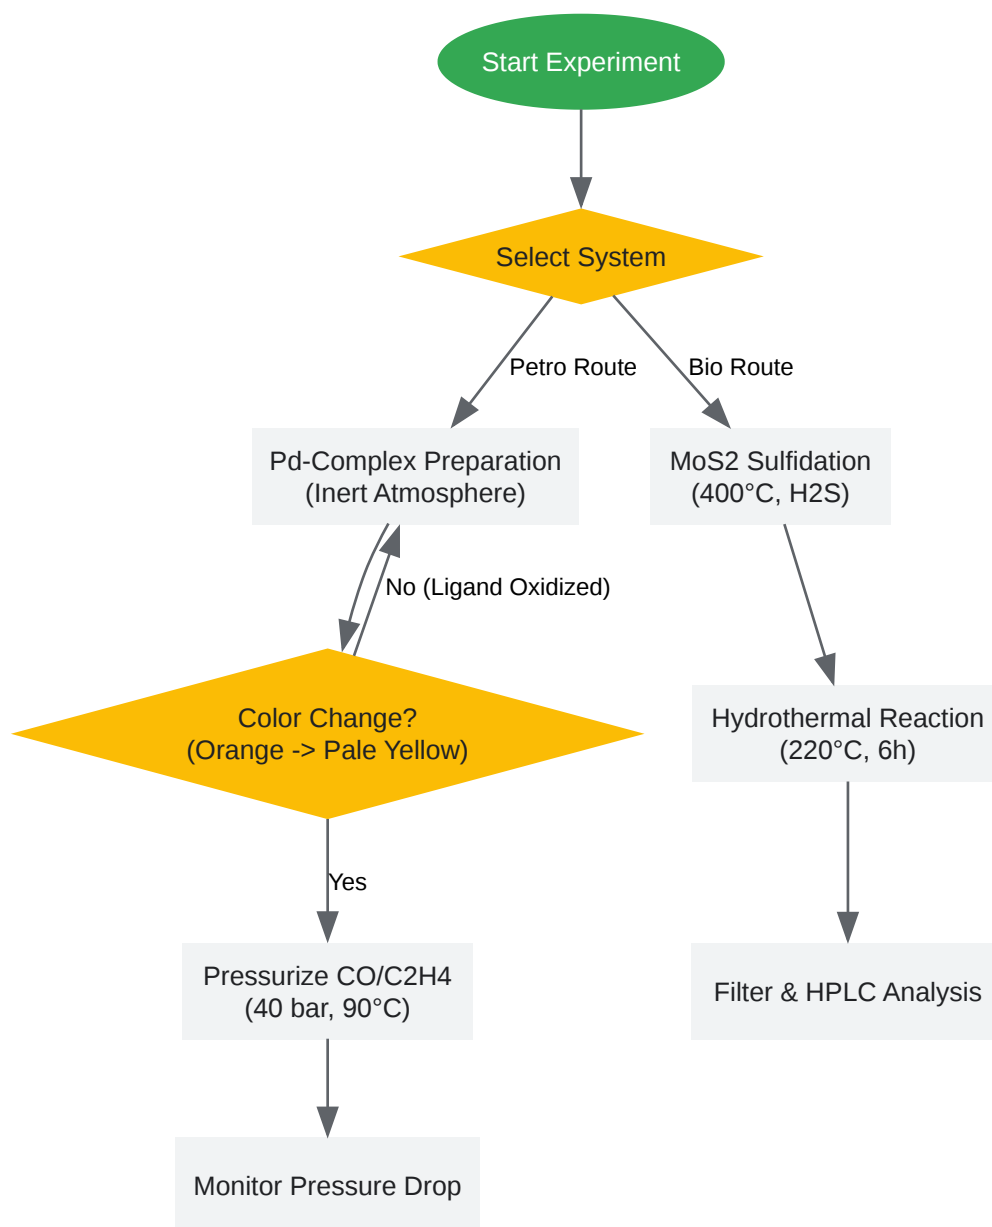 Start Experiment
Select System
Petro Route
Bio Route
Pd-Complex Preparation
(Inert Atmosphere)
MoS2 Sulfidation
(400°C, H2S)
No (Ligand Oxidized)
Color Change?
(Orange -> Pale Yellow)
Hydrothermal Reaction
(220°C, 6h)
Yes
Pressurize CO/C2H4
(40 bar, 90°C)
Filter & HPLC Analysis
Monitor Pressure Drop